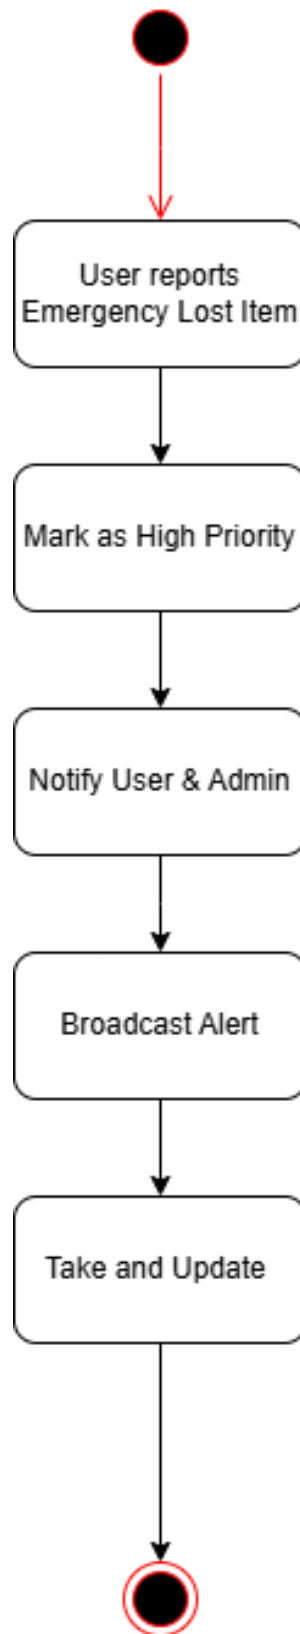 User reports
Emergency Lost Item
Mark as High Priority
Notify User & Admin
Broadcast Alert
Take and Update